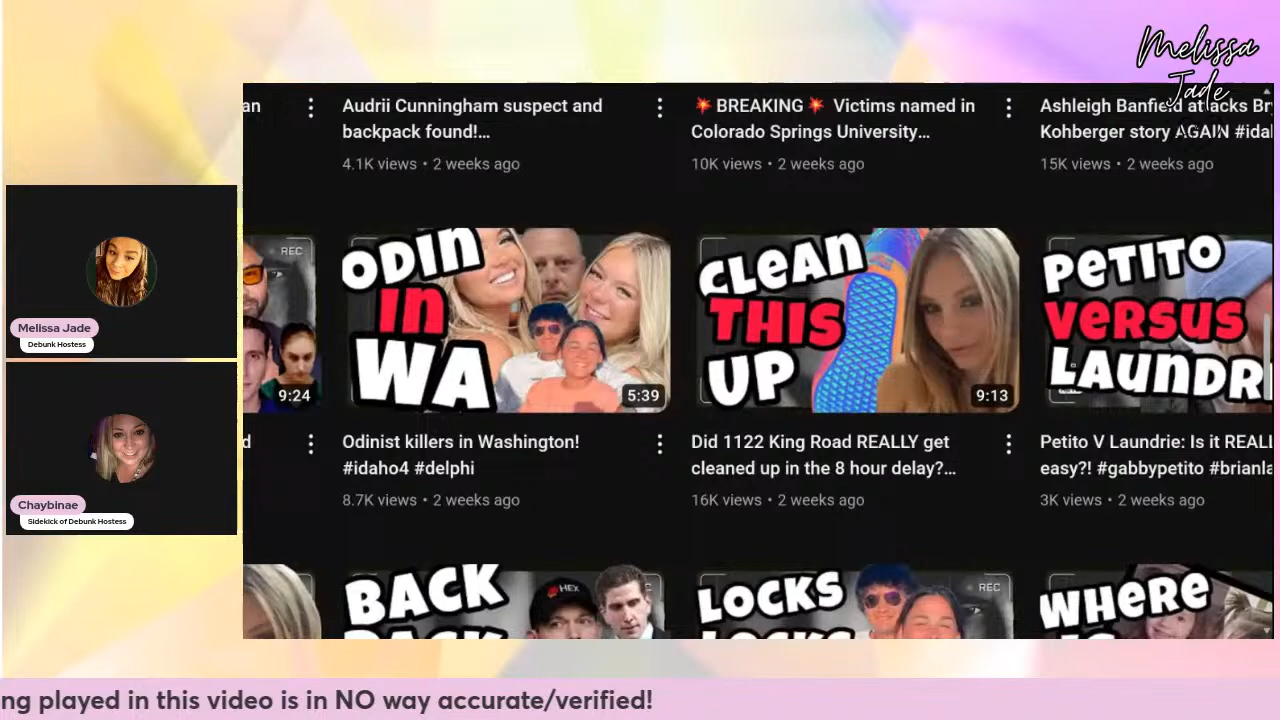 Melissa
Jade
an
Audrii Cunningham suspect and
backpack found!...
4.1K views • 2 weeks ago
💥 BREAKING 💥 Victims named in
Colorado Springs University...
10K views • 2 weeks ago
Ashleigh Banfield attacks Br
Kohberger story AGAIN #idal
15K views • 2 weeks ago
Melissa Jade
Debunk Hostess
Chaybinae
Sidekick of Debunk Hostess
REC
9:24
ODIN
IN
WA
5:39
CLEAN
THIS
UP
9:13
PETITO
VERSUS
LAUNDR
d
Odinist killers in Washington!
#idaho4 #delphi
8.7K views • 2 weeks ago
Did 1122 King Road REALLY get
cleaned up in the 8 hour delay?...
16K views • 2 weeks ago
Petito V Laundrie: Is it REALL
easy?! #gabbypetito #brianla
3K views • 2 weeks ago
BACK
HEX
LOCKS
REC
WHERE
ng played in this video is in NO way accurate/verified!